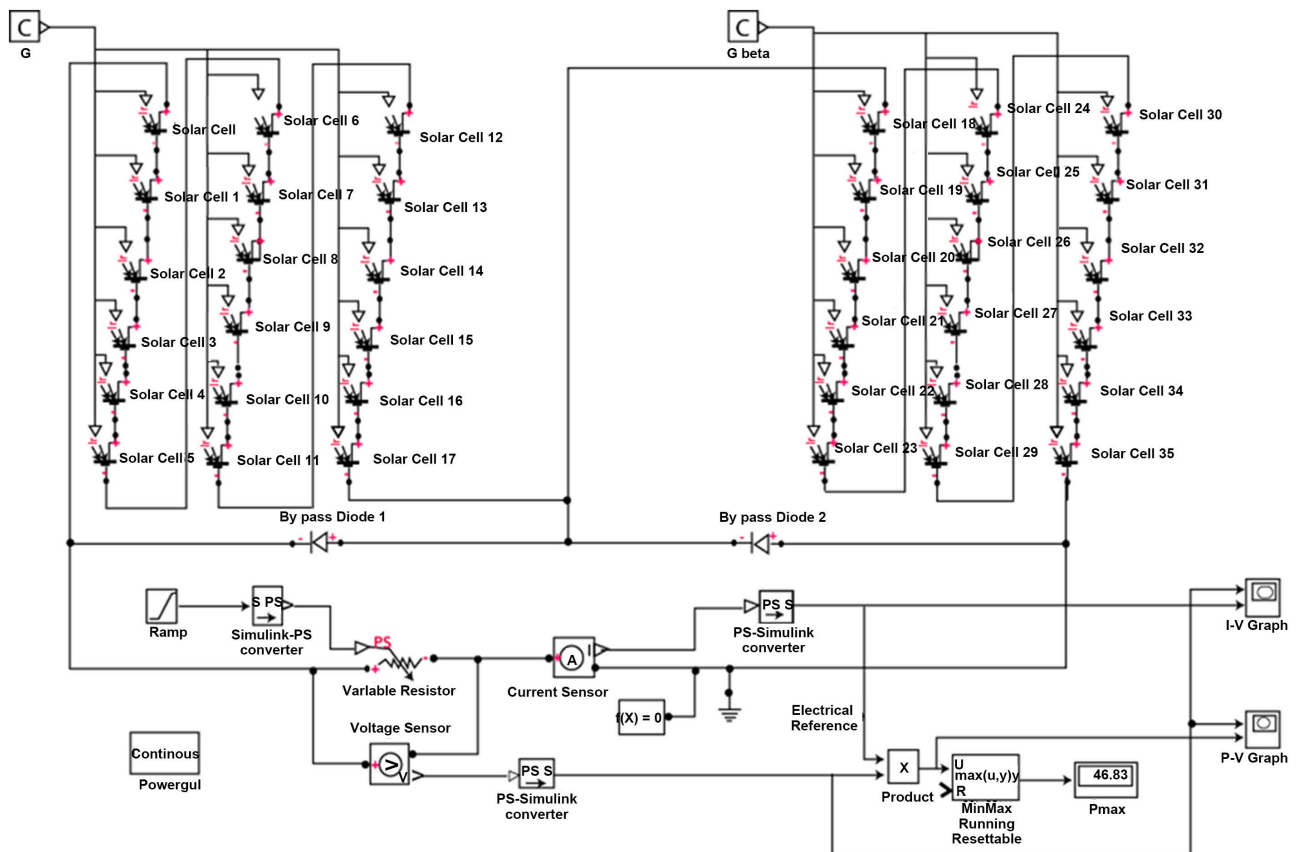 C
G
C
G beta
Solar Cell
Solar Cell 1
Solar Cell 2
Solar Cell 3
Solar Cell 4
Solar Cell 5
Solar Cell 6
Solar Cell 7
Solar Cell 8
Solar Cell 9
Solar Cell 10
Solar Cell 11
Solar Cell 12
Solar Cell 13
Solar Cell 14
Solar Cell 15
Solar Cell 16
Solar Cell 17
Solar Cell 18
Solar Cell 19
Solar Cell 20
Solar Cell 21
Solar Cell 22
Solar Cell 23
Solar Cell 24
Solar Cell 25
Solar Cell 26
Solar Cell 27
Solar Cell 28
Solar Cell 29
Solar Cell 30
Solar Cell 31
Solar Cell 32
Solar Cell 33
Solar Cell 34
Solar Cell 35
By pass Diode 1
By pass Diode 2
Ramp
S PS
Simulink-PS
converter
PS
Varlable Resistor
A
I
Current Sensor
PS S
PS-Simulink
converter
I-V Graph
Voltage Sensor
V
V
f(X) = 0
Electrical
Reference
Continous
Powergul
PS S
PS-Simulink
converter
X
Product
U
max(u,y)y
R
MinMax
Running
Resettable
46.83
Pmax
P-V Graph